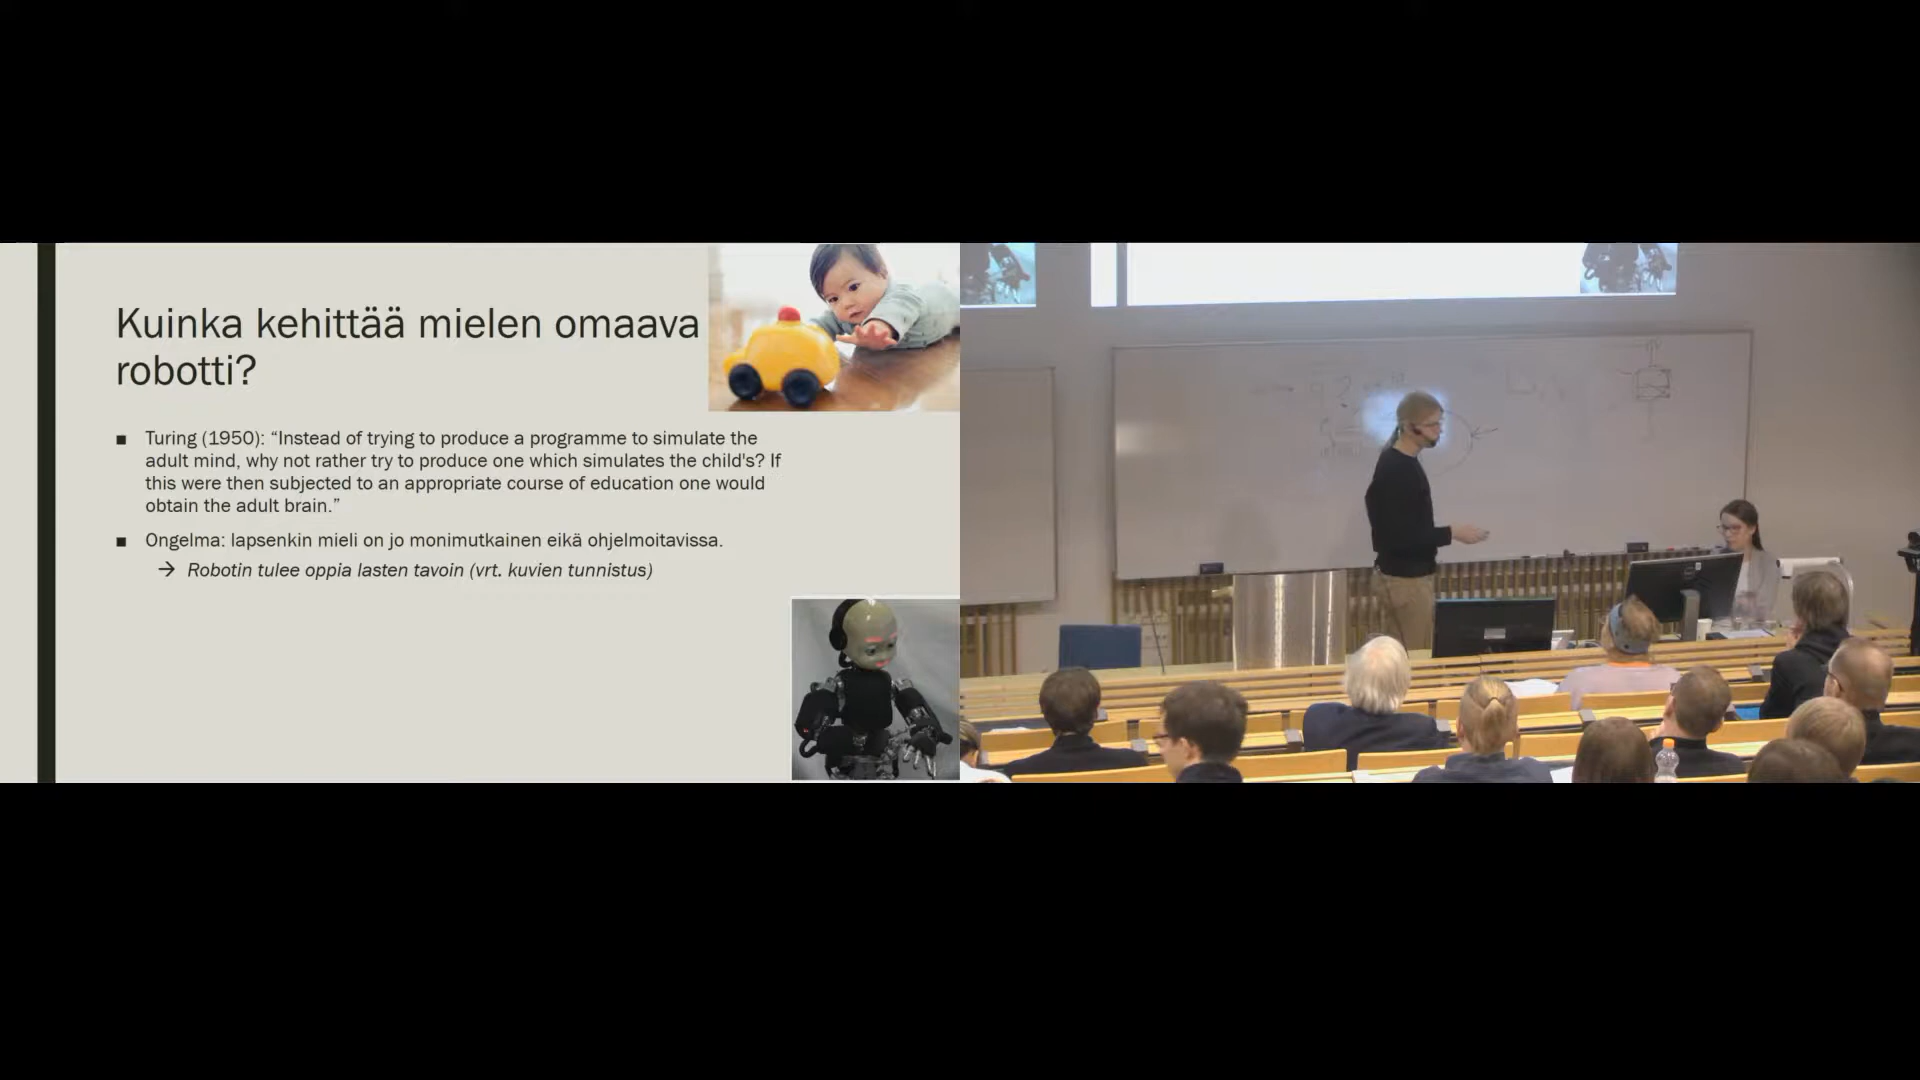 Kuinka kehittää mielen omaava
robotti?
■ Turing (1950): “Instead of trying to produce a programme to simulate the
adult mind, why not rather try to produce one which simulates the child's? If
this were then subjected to an appropriate course of education one would
obtain the adult brain.”
■ Ongelma: lapsenkin mieli on jo monimutkainen eikä ohjelmoitavissa.
→ Robotin tulee oppia lasten tavoin (vrt. kuvien tunnistus)